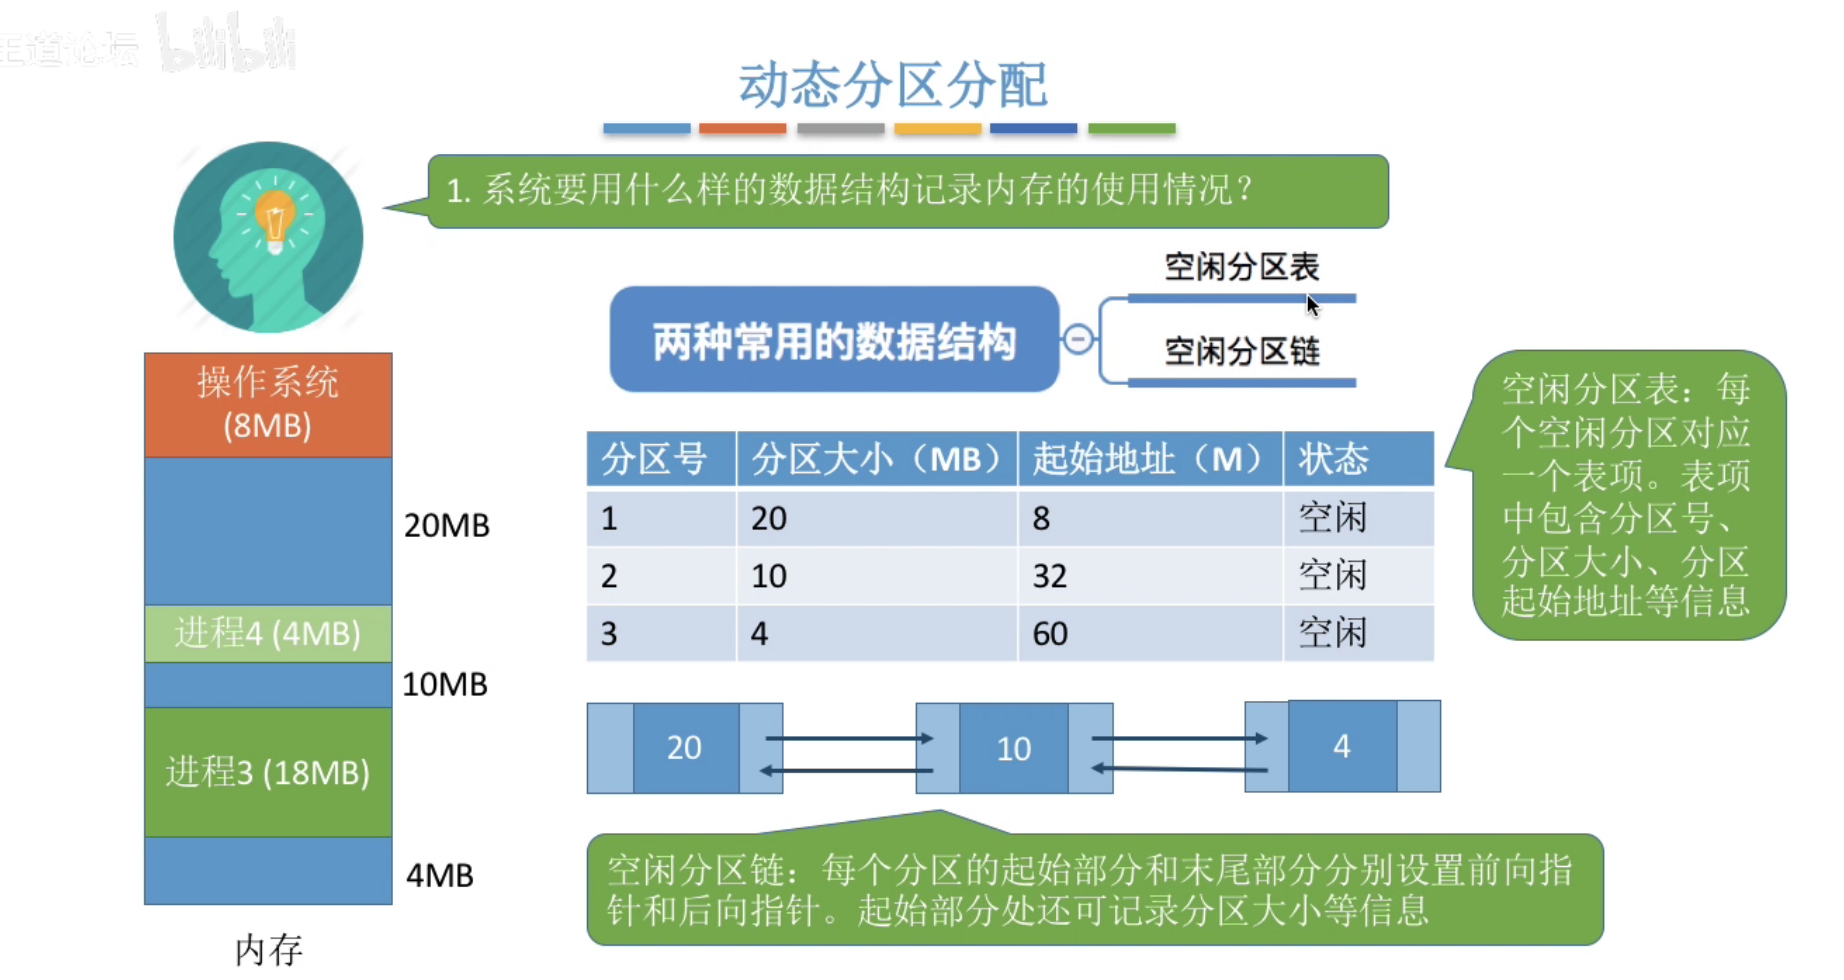 王道论坛 bilibili
动态分区分配
1. 系统要用什么样的数据结构记录内存的使用情况？
两种常用的数据结构
空闲分区表
空闲分区链
操作系统
(8MB)
20MB
进程4 (4MB)
10MB
进程3 (18MB)
4MB
内存
分区号 分区大小（MB） 起始地址（M） 状态
1 20 8 空闲
2 10 32 空闲
3 4 60 空闲
空闲分区表：每
个空闲分区对应
一个表项。表项
中包含分区号、
分区大小、分区
起始地址等信息
20 10 4
空闲分区链：每个分区的起始部分和末尾部分分别设置前向指
针和后向指针。起始部分处还可记录分区大小等信息